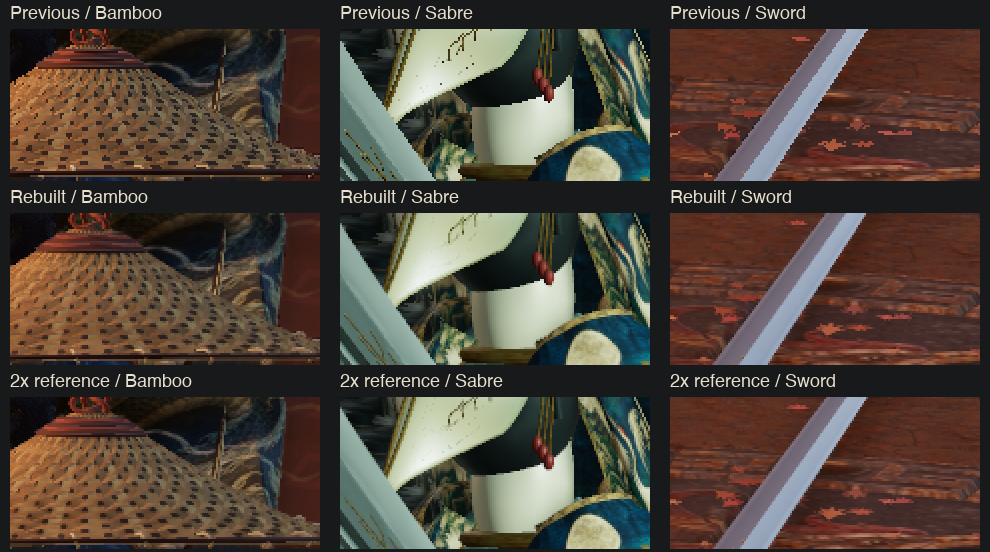 Previous / Bamboo
Previous / Sabre
Previous / Sword
Rebuilt / Bamboo
Rebuilt / Sabre
Rebuilt / Sword
2x reference / Bamboo
2x reference / Sabre
2x reference / Sword